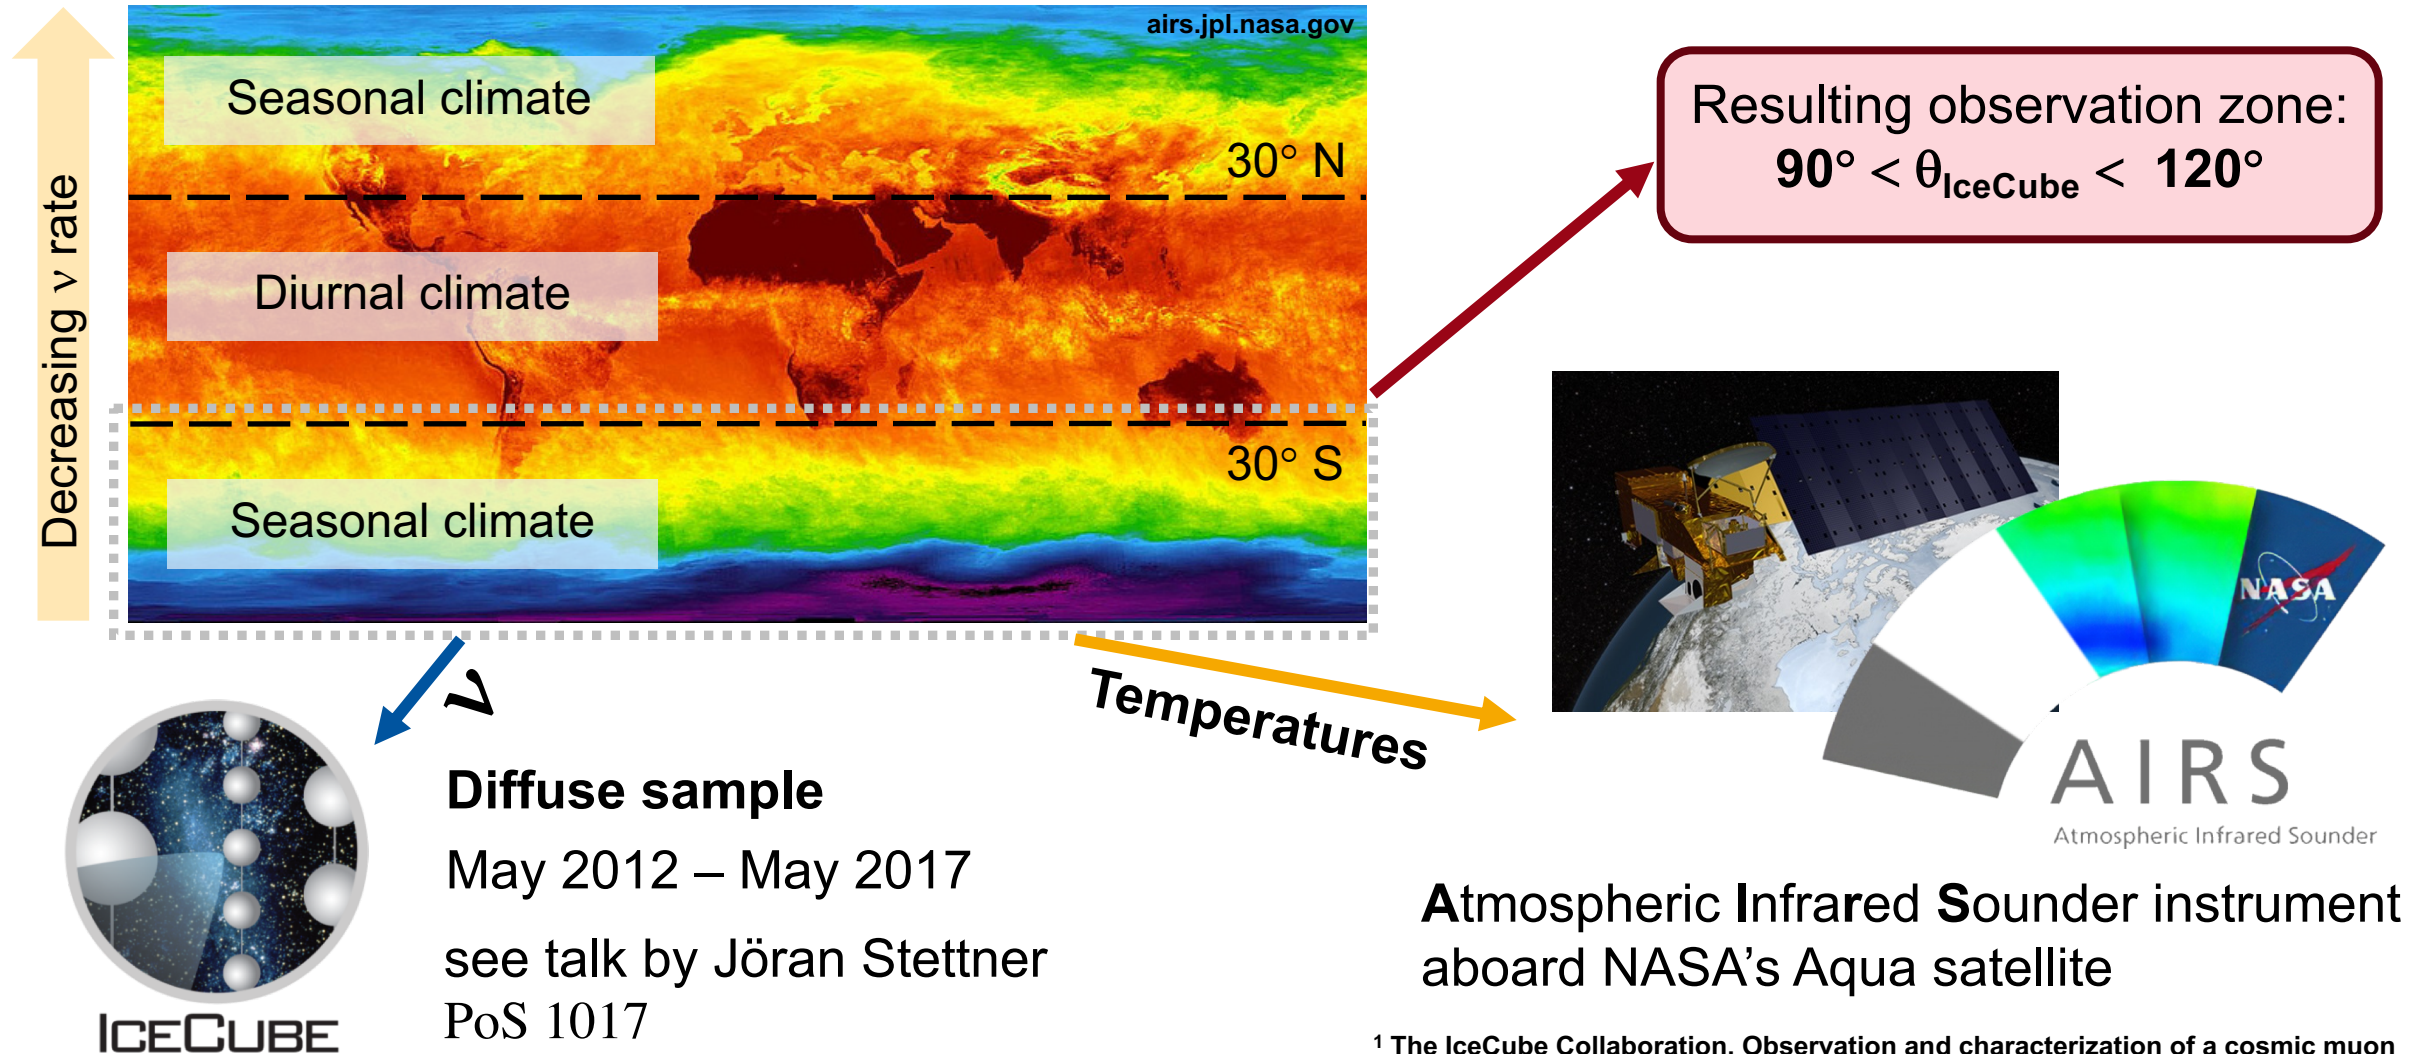 airs.jpl.nasa.gov
Seasonal climate
30° N
Diurnal climate
30° S
Seasonal climate
Decreasing ν rate
Resulting observation zone:
90° < θIceCube < 120°
ν
Temperatures
NASA
AIRS
Atmospheric Infrared Sounder
ICECUBE
Diffuse sample
May 2012 – May 2017
see talk by Jöran Stettner
PoS 1017
Atmospheric Infrared Sounder instrument
aboard NASA’s Aqua satellite
1 The IceCube Collaboration. Observation and characterization of a cosmic muon